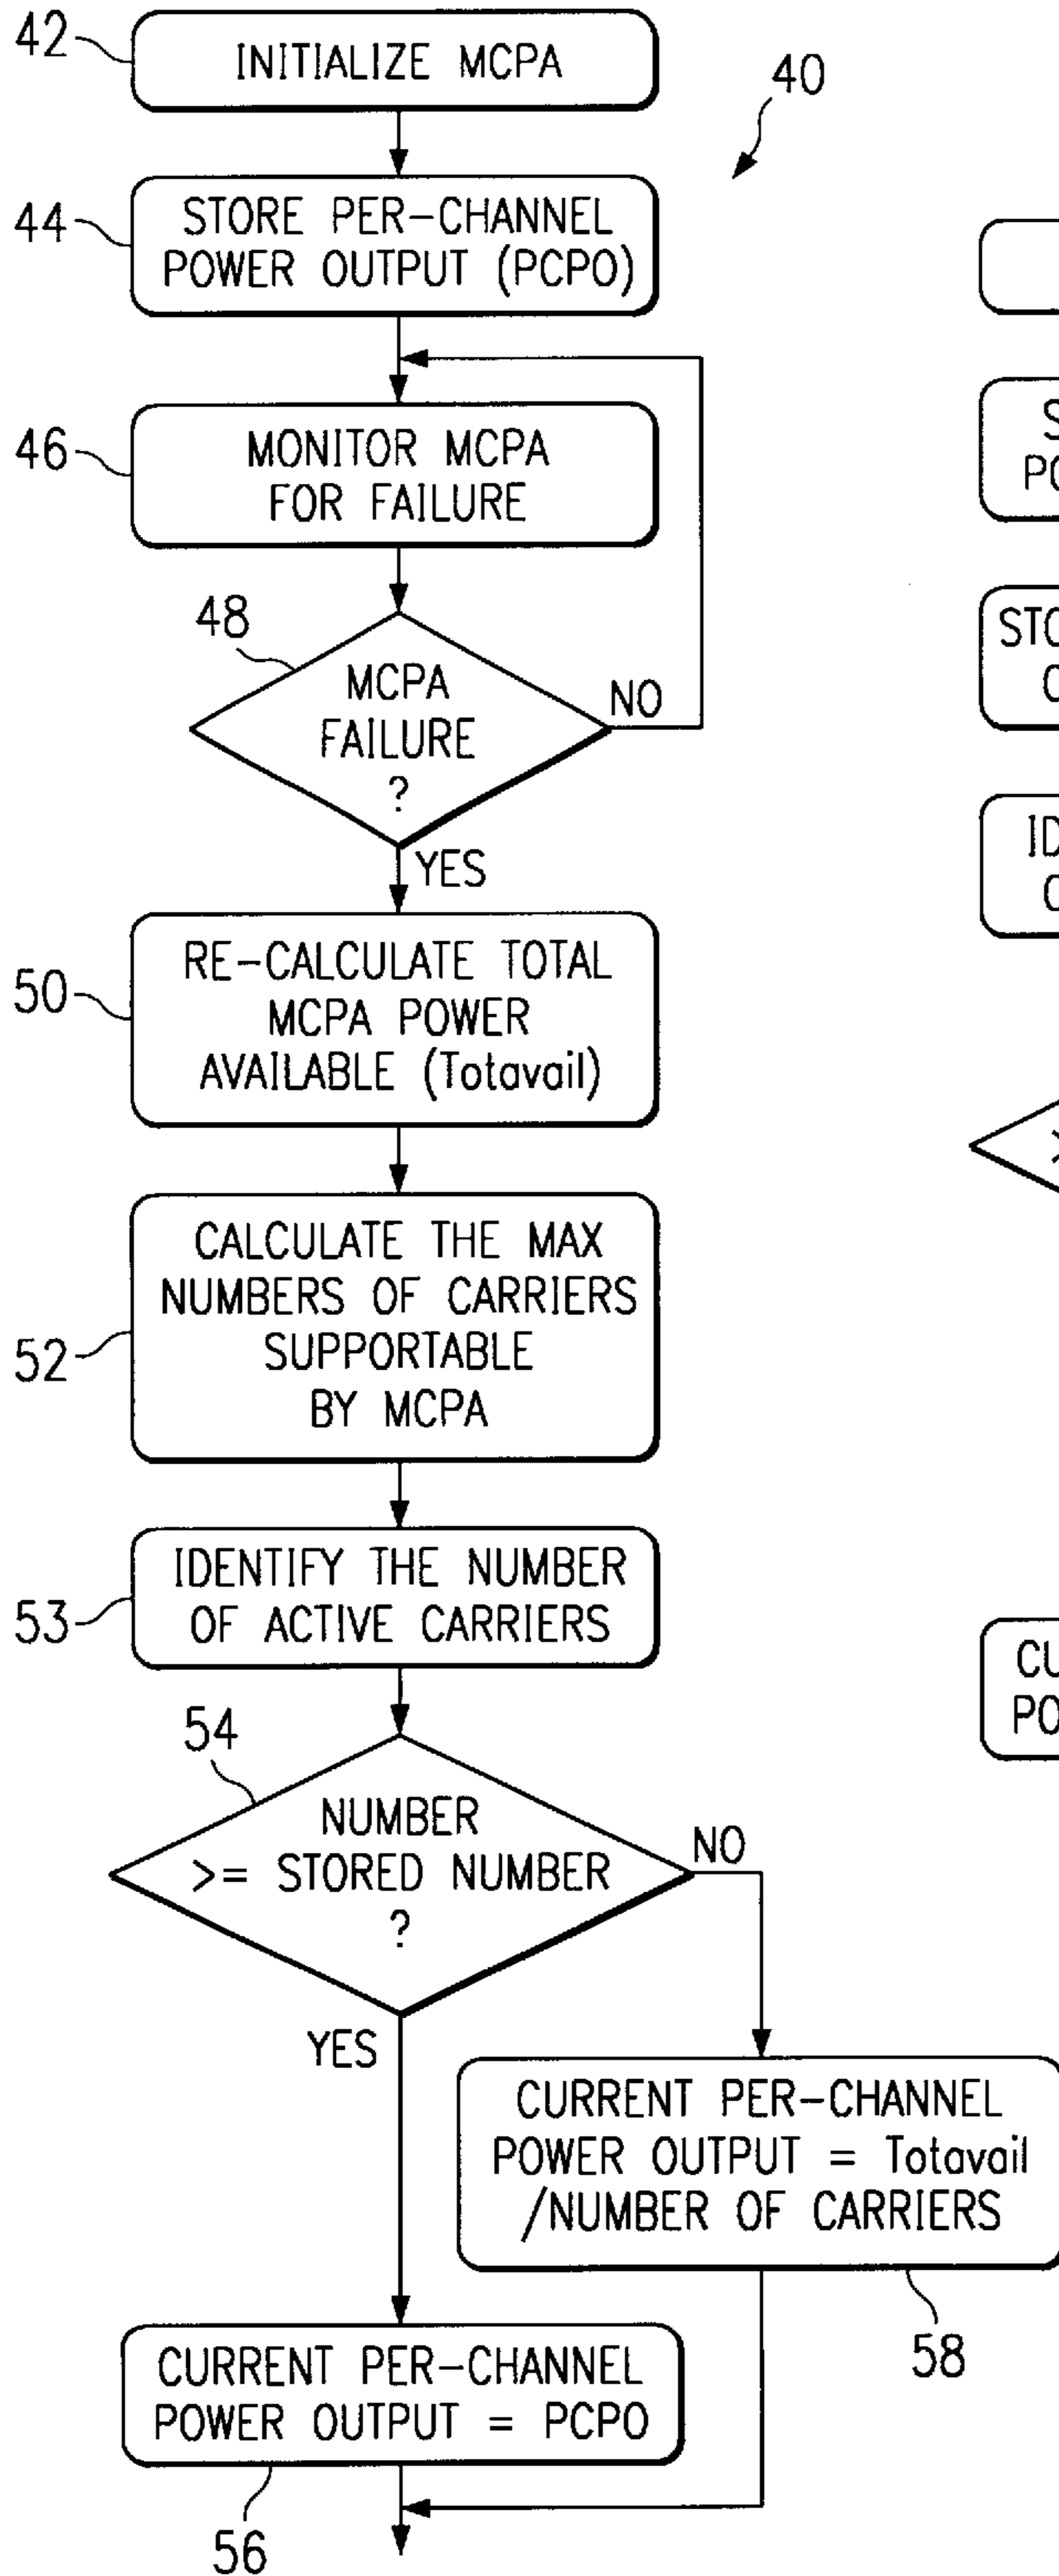 42
INITIALIZE MCPA
40
44
STORE PER-CHANNEL
POWER OUTPUT (PCPO)
46
MONITOR MCPA
FOR FAILURE
48
MCPA
FAILURE
?
NO
YES
50
RE-CALCULATE TOTAL
MCPA POWER
AVAILABLE (Totavail)
52
CALCULATE THE MAX
NUMBERS OF CARRIERS
SUPPORTABLE
BY MCPA
53
IDENTIFY THE NUMBER
OF ACTIVE CARRIERS
54
NUMBER
>= STORED NUMBER
?
NO
YES
CURRENT PER-CHANNEL
POWER OUTPUT = Totavail
/NUMBER OF CARRIERS
58
CURRENT PER-CHANNEL
POWER OUTPUT = PCPO
56